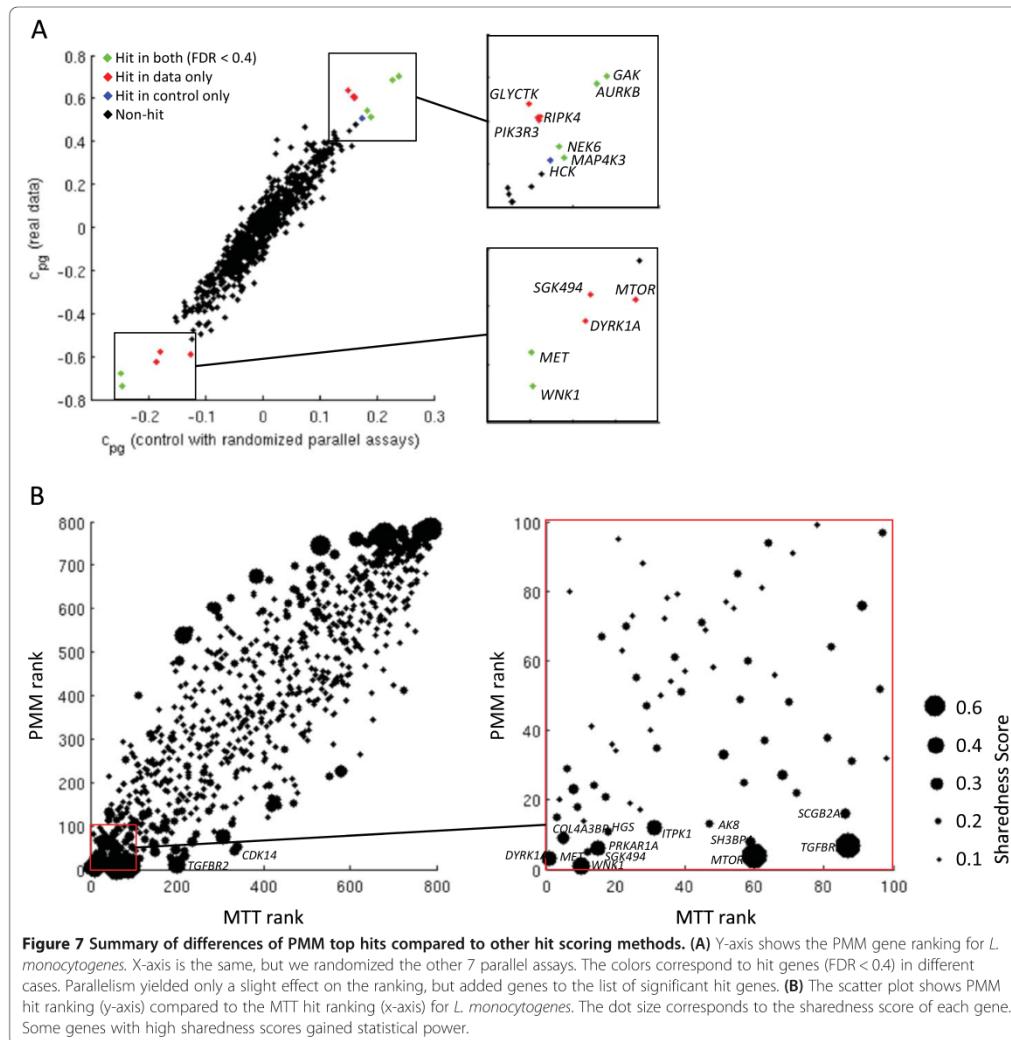 A
Hit in both (FDR < 0.4)
Hit in data only
Hit in control only
Non-hit
0.8
0.6
0.4
0.2
0
-0.2
-0.4
-0.6
-0.8
c_pg (real data)
-0.2
-0.1
0
0.1
0.2
0.3
c_pg (control with randomized parallel assays)
GAK
AURKB
GLYCTK
RIPK4
PIK3R3
NEK6
MAP4K3
HCK
SGK494
MTOR
DYRK1A
MET
WNK1
B
800
700
600
500
400
300
200
100
0
PMM rank
0
200
400
600
800
MTT rank
TGFBR2
CDK14
100
80
60
40
20
0
PMM rank
0
20
40
60
80
100
MTT rank
COL4A3BP
HGS
ITPK1
AK8
SCGB2A
DYRK1A
MET
PRKAR1A
SGK494
WNK1
SH3BP
MTOR
TGFBR
0.6
0.4
0.3
0.2
0.1
Sharedness Score
Figure 7 Summary of differences of PMM top hits compared to other hit scoring methods. (A) Y-axis shows the PMM gene ranking for L.
monocytogenes. X-axis is the same, but we randomized the other 7 parallel assays. The colors correspond to hit genes (FDR < 0.4) in different
cases. Parallelism yielded only a slight effect on the ranking, but added genes to the list of significant hit genes. (B) The scatter plot shows PMM
hit ranking (y-axis) compared to the MTT hit ranking (x-axis) for L. monocytogenes. The dot size corresponds to the sharedness score of each gene.
Some genes with high sharedness scores gained statistical power.